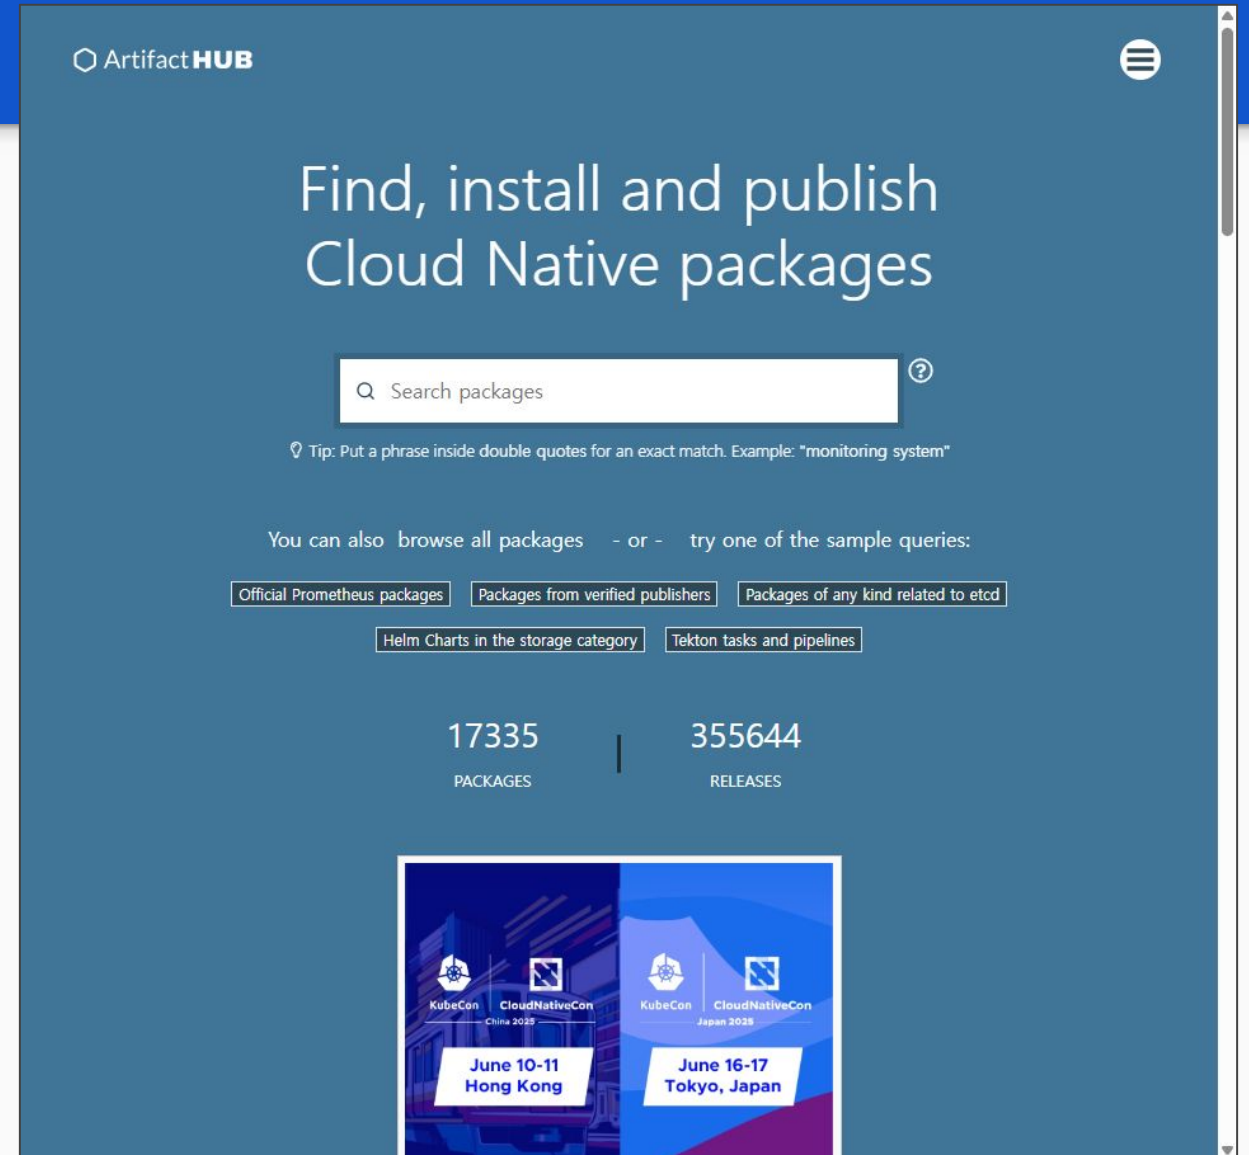 ArtifactHUB
Find, install and publish
Cloud Native packages
Search packages
Tip: Put a phrase inside double quotes for an exact match. Example: "monitoring system"
You can also browse all packages - or - try one of the sample queries:
Official Prometheus packages
Packages from verified publishers
Packages of any kind related to etcd
Helm Charts in the storage category
Tekton tasks and pipelines
17335
PACKAGES
355644
RELEASES
KubeCon
CloudNativeCon
China 2025
June 10-11
Hong Kong
KubeCon
CloudNativeCon
Japan 2025
June 16-17
Tokyo, Japan